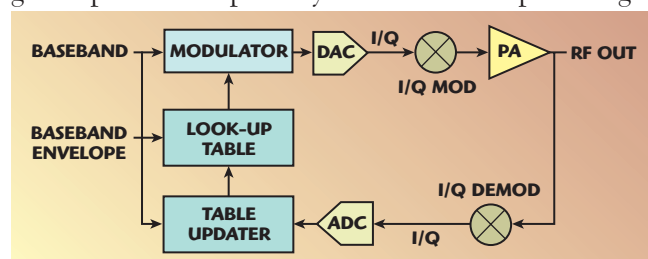 BASEBAND
MODULATOR
DAC
I/Q
PA
RF OUT
I/Q MOD
BASEBAND
ENVELOPE
LOOK-UP
TABLE
I/Q DEMOD
TABLE
UPDATER
ADC
I/Q